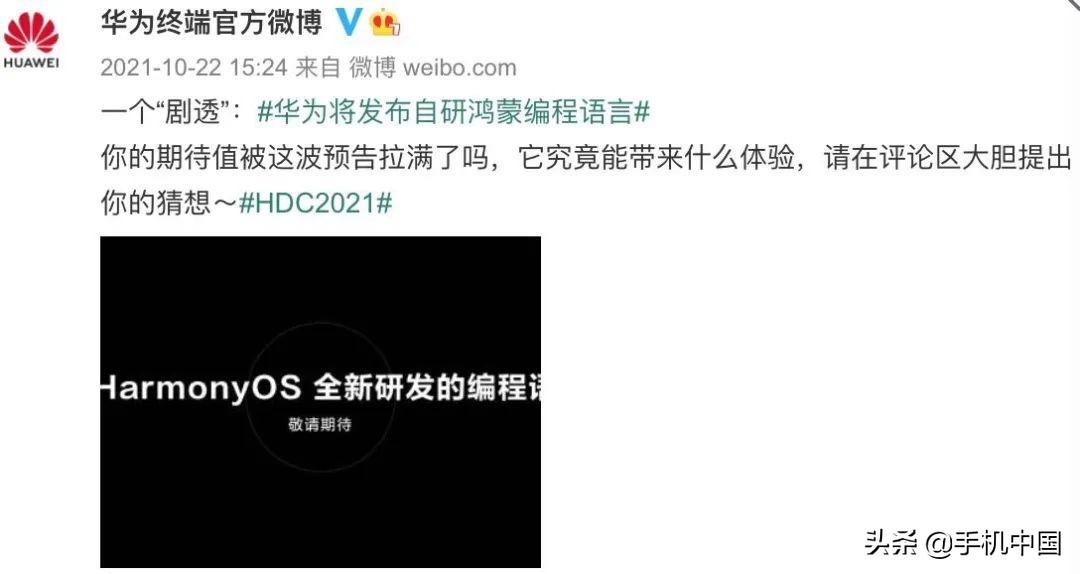 华为终端官方微博
HUAWEI
2021-10-22 15:24 来自 微博 weibo.com
一个“剧透”：#华为将发布自研鸿蒙编程语言#
你的期待值被这波预告拉满了吗，它究竟能带来什么体验，请在评论区大胆提出
你的猜想～#HDC2021#
HarmonyOS 全新研发的编程语
敬请期待
头条 @手机中国